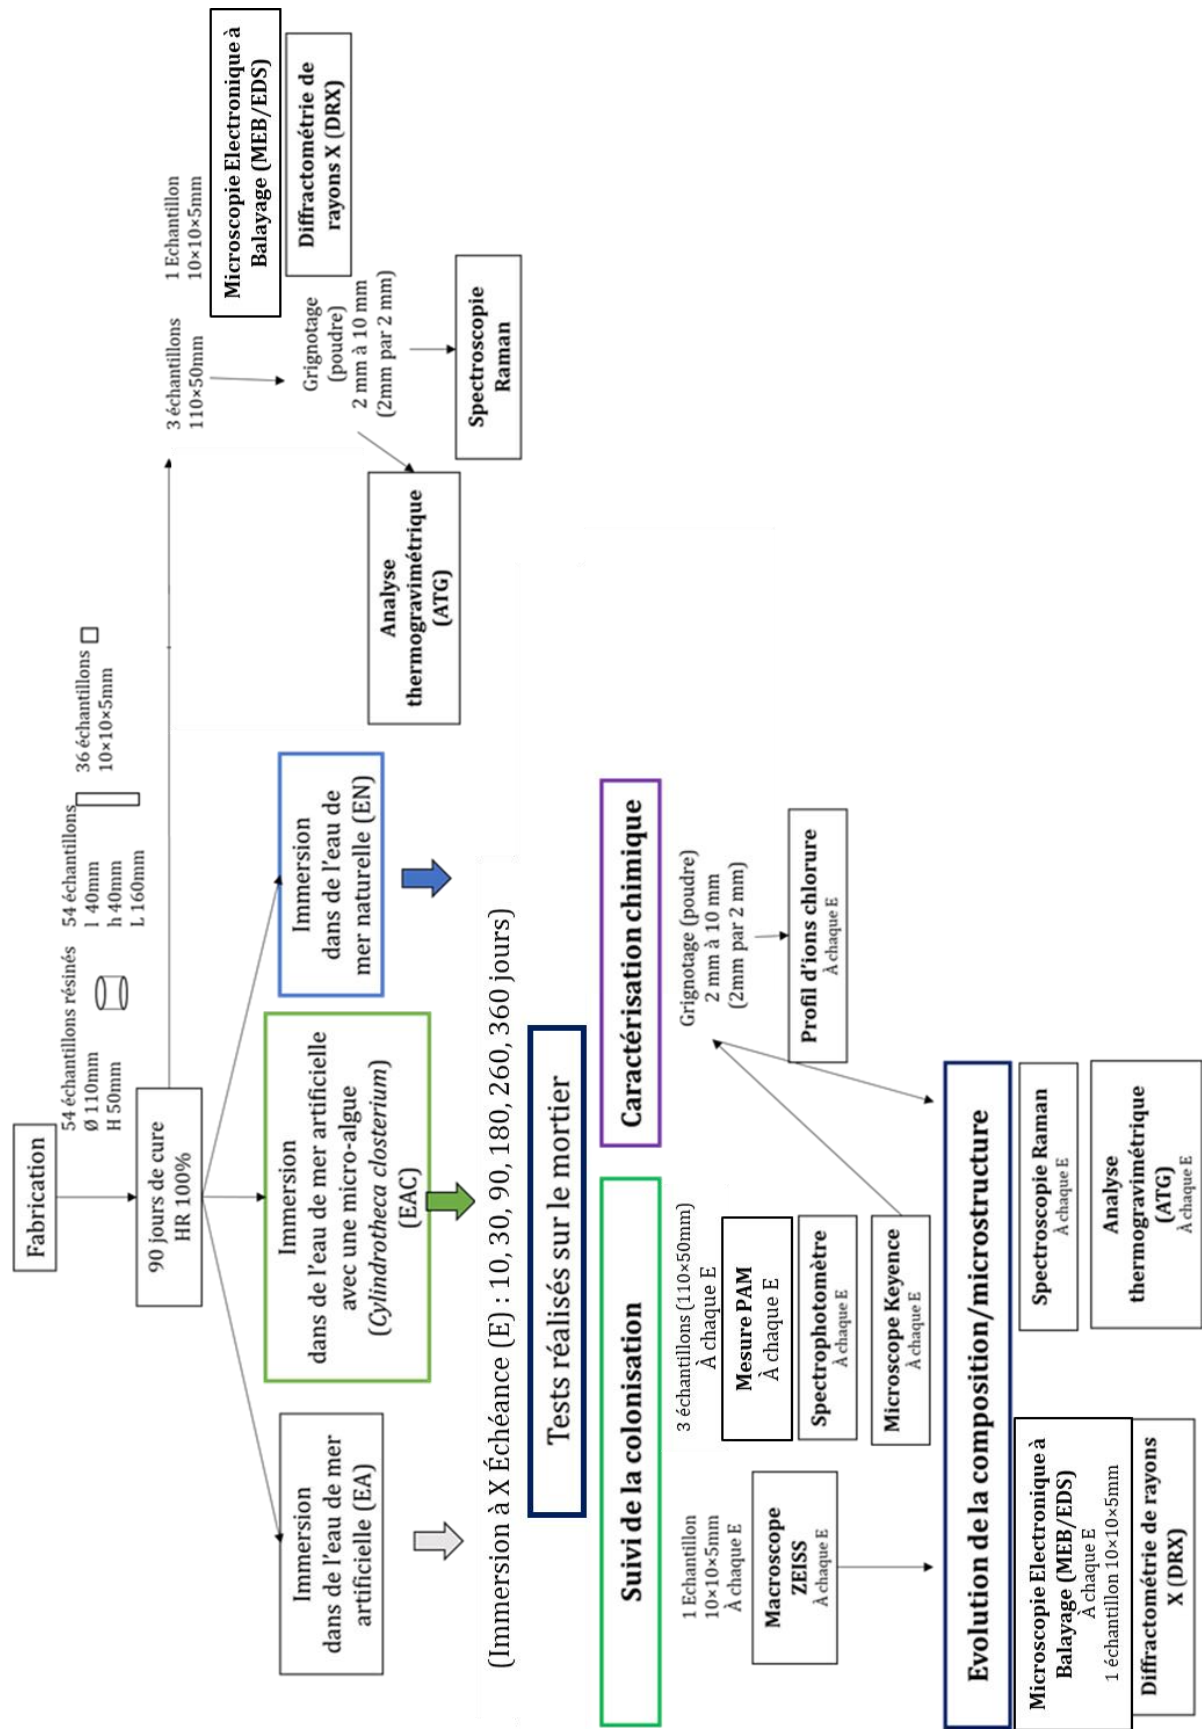 Fabrication
54 échantillons résinés
Ø 110mm
H 50mm
54 échantillons
l 40mm
h 40mm
L 160mm
36 échantillons
10×10×5mm
90 jours de cure
HR 100%
3 échantillons
110×50mm
1 Echantillon
10×10×5mm
Microscopie Electronique à
Balayage (MEB/EDS)
Diffractométrie de
rayons X (DRX)
Grignotage
(poudre)
2 mm à 10 mm
(2mm par 2 mm)
Analyse
thermogravimétrique
(ATG)
Spectroscopie
Raman
Immersion
dans de l'eau de mer
artificielle (EA)
Immersion
dans de l'eau de mer artificielle
avec une micro-algue
(Cylindrotheca closterium)
(EAC)
Immersion
dans de l'eau de
mer naturelle (EN)
(Immersion à X Échéance (E) : 10, 30, 90, 180, 260, 360 jours)
Tests réalisés sur le mortier
Suivi de la colonisation
Caractérisation chimique
1 Echantillon
10×10×5mm
À chaque E
Macroscope
ZEISS
À chaque E
3 échantillons (110×50mm)
À chaque E
Mesure PAM
À chaque E
Spectrophotomètre
À chaque E
Microscope Keyence
À chaque E
Grignotage (poudre)
2 mm à 10 mm
(2mm par 2 mm)
Profil d'ions chlorure
À chaque E
Evolution de la composition/microstructure
Microscopie Electronique à
Balayage (MEB/EDS)
À chaque E
1 échantillon 10×10×5mm
Diffractométrie de rayons
X (DRX)
Spectroscopie Raman
À chaque E
Analyse
thermogravimétrique
(ATG)
À chaque E